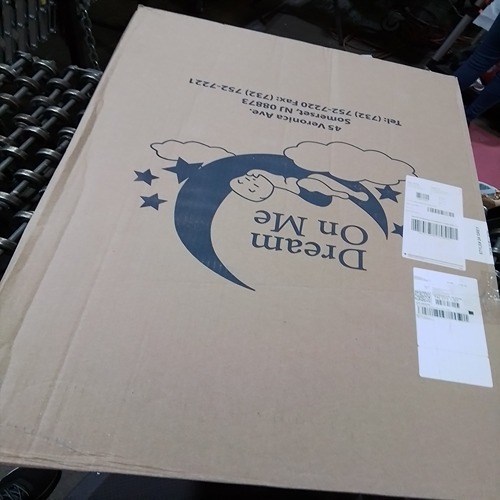 Dream
On Me
45 Veronica Ave.
Somerset, NJ 08873
Tel: (732) 752-7220 Fax: (732) 752-7221